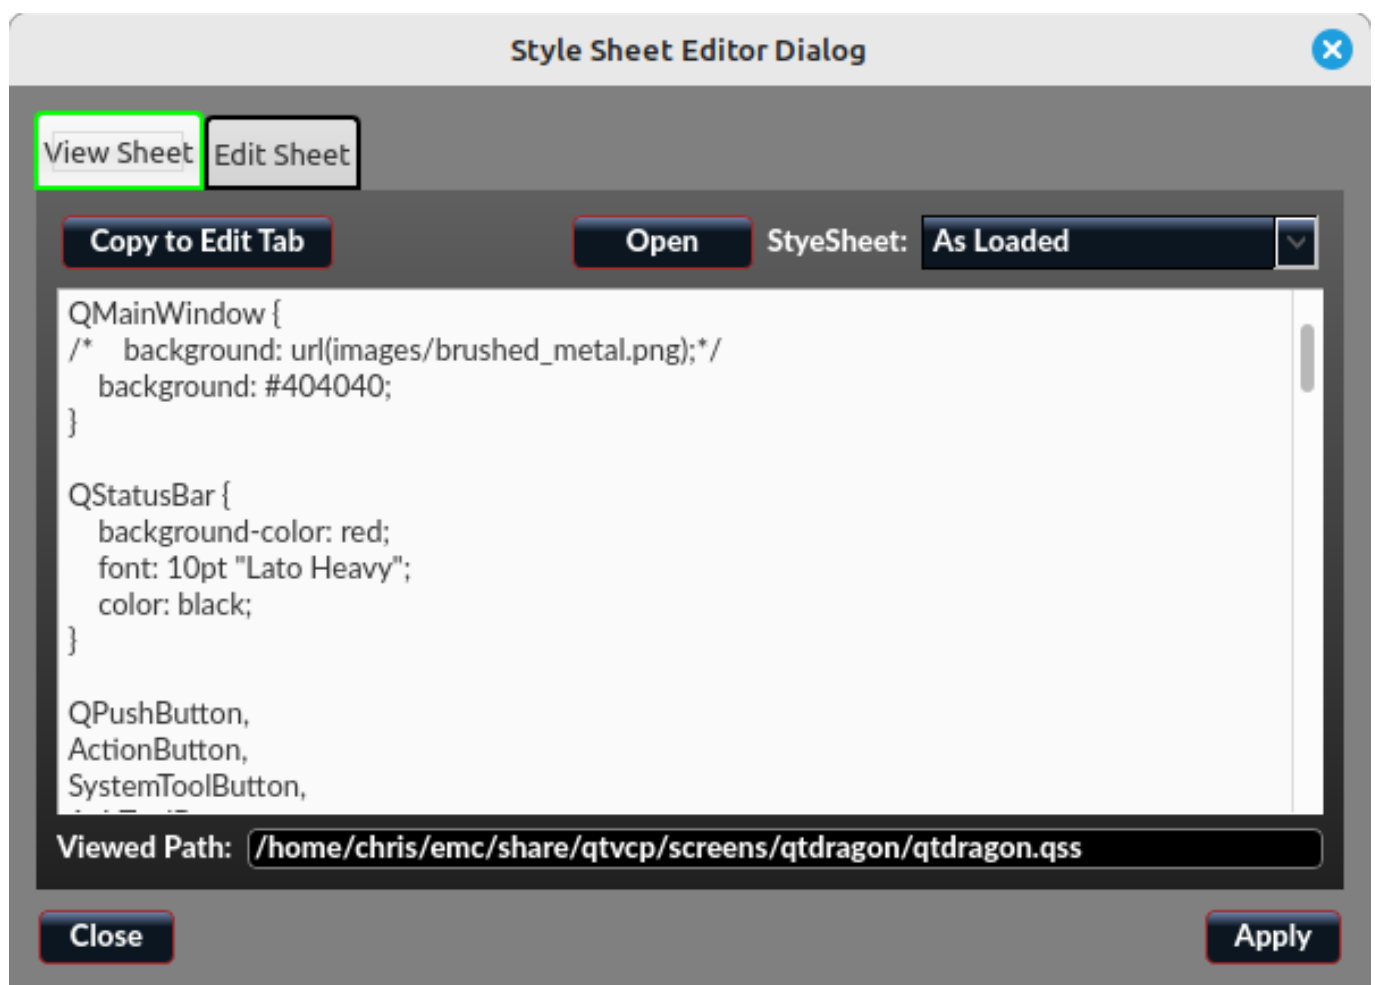 Style Sheet Editor Dialog
View Sheet Edit Sheet
Copy to Edit Tab Open StyeSheet: As Loaded
QMainWindow {
/*    background: url(images/brushed_metal.png);*/
    background: #404040;
}
QStatusBar {
    background-color: red;
    font: 10pt "Lato Heavy";
    color: black;
}
QPushButton,
ActionButton,
SystemToolButton,
Viewed Path: /home/chris/emc/share/qtvcp/screens/qtdragon/qtdragon.qss
Close Apply